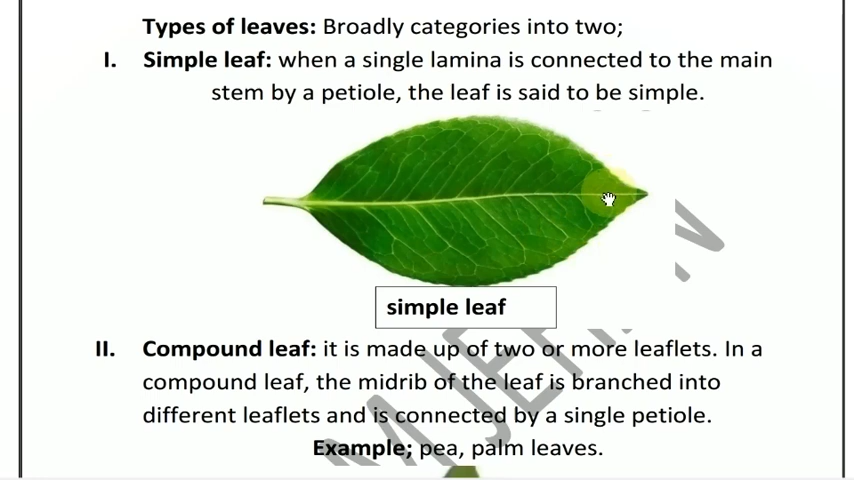 Types of leaves: Broadly categories into two;
I. Simple leaf: when a single lamina is connected to the main
stem by a petiole, the leaf is said to be simple.
simple leaf
II. Compound leaf: it is made up of two or more leaflets. In a
compound leaf, the midrib of the leaf is branched into
different leaflets and is connected by a single petiole.
Example; pea, palm leaves.